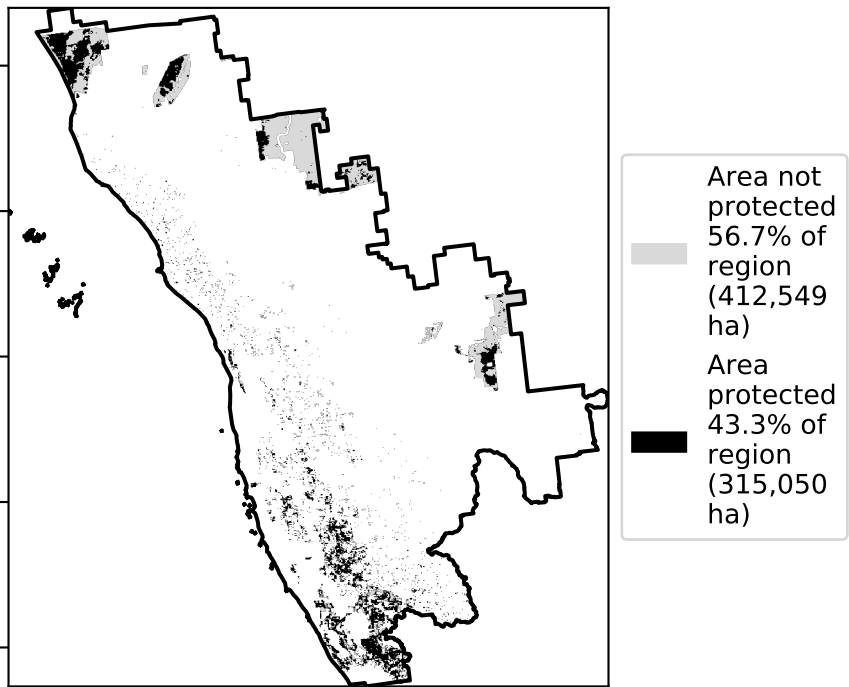 Area not
protected
56.7% of
region
(412,549
ha)
Area
protected
43.3% of
region
(315,050
ha)